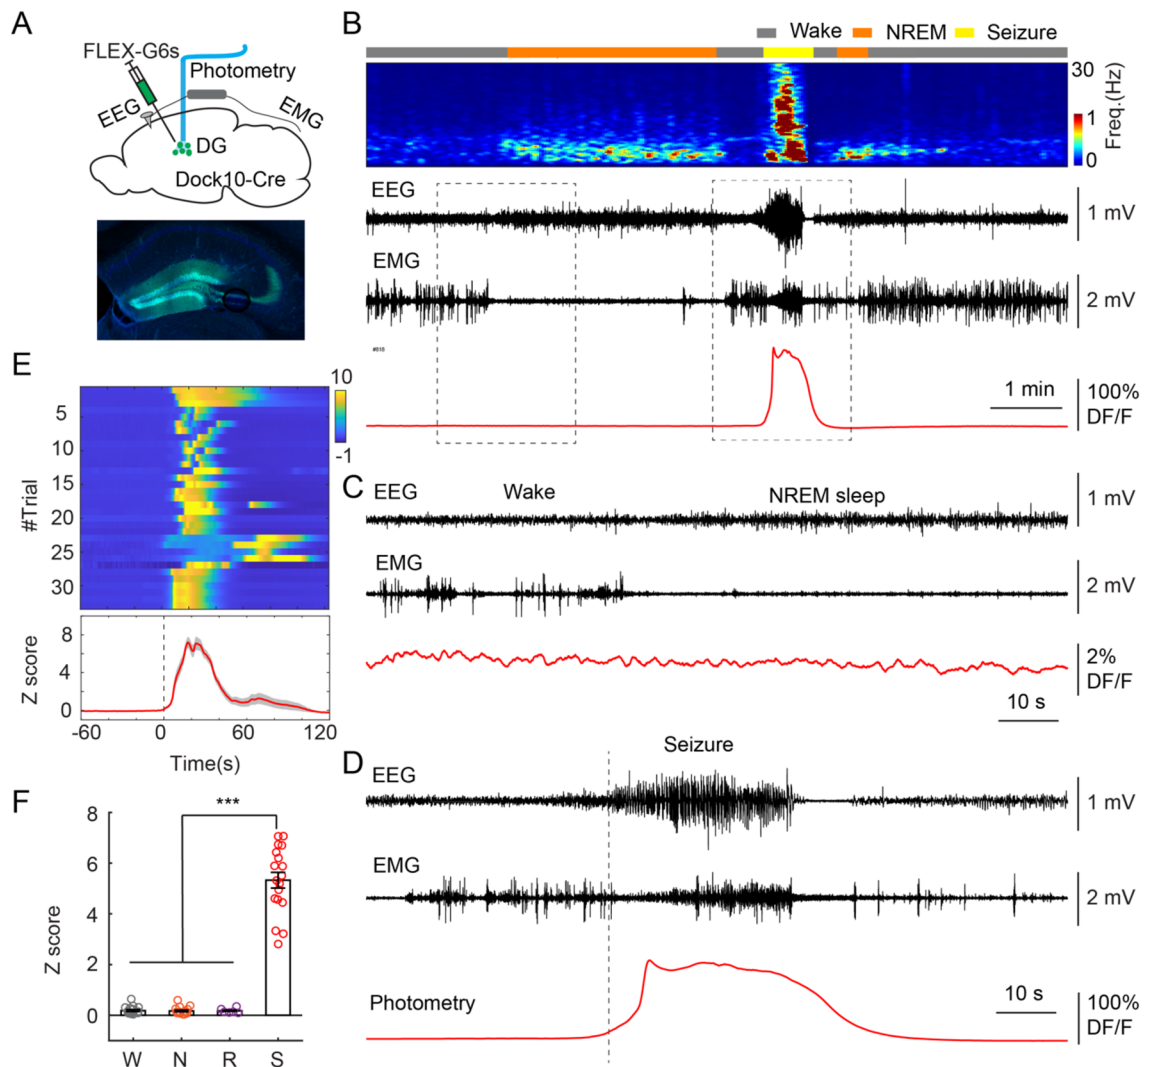 A
FLEX-G6s
Photometry
EEG
EMG
DG
Dock10-Cre
B
Wake
NREM
Seizure
30
Freq.(Hz)
1
0
EEG
1 mV
EMG
2 mV
#818
1 min
100%
DF/F
C
EEG
Wake
NREM sleep
1 mV
EMG
2 mV
2%
DF/F
10 s
D
Seizure
EEG
1 mV
EMG
2 mV
Photometry
10 s
100%
DF/F
E
10
-1
#Trial
5
10
15
20
25
30
Z score
8
4
0
-60
0
60
120
Time(s)
F
***
Z score
8
6
4
2
0
W
N
R
S